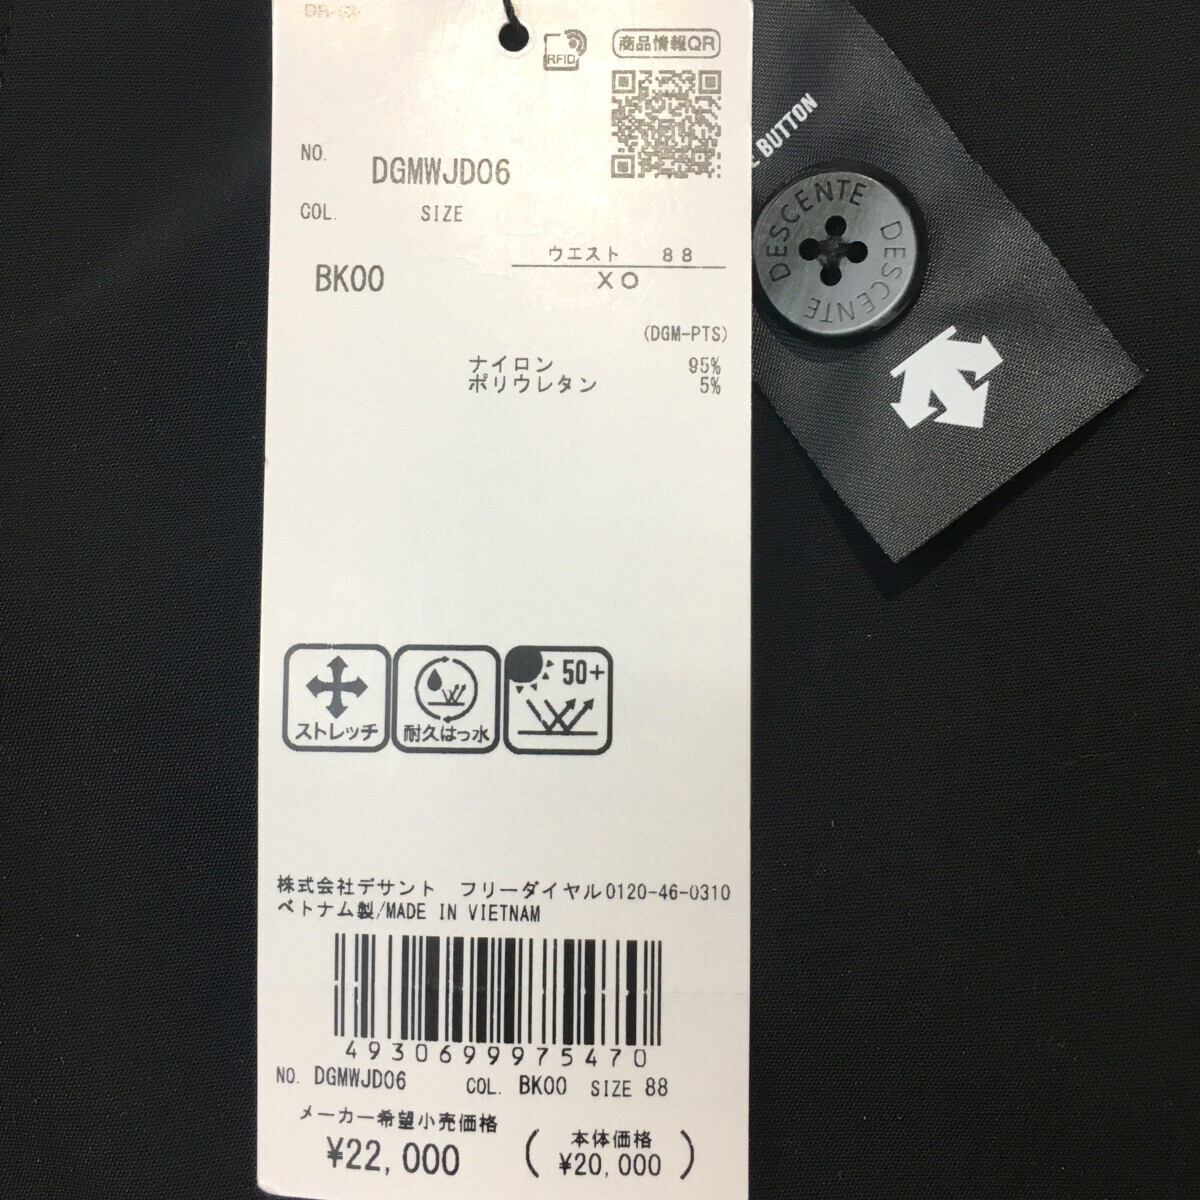 RFID
商品情報QR
NO.
DGMWJD06
COL.
SIZE
ウエスト 88
BK00
XO
(DGM-PTS)
ナイロン 95%
ポリウレタン 5%
BUTTON
DESCENTE
DESCENTE
DESCENTE
ストレッチ
耐久はっ水
50+
株式会社デサント フリーダイヤル0120-46-0310
ベトナム製/MADE IN VIETNAM
4930699975470
NO. DGMWJD06 COL. BK00 SIZE 88
メーカー希望小売価格
¥22,000
(本体価格
¥20,000)